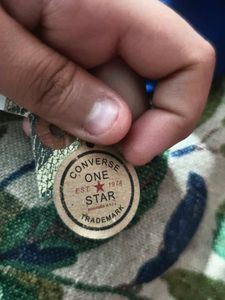 CONVERSE
ONE
EST ★ 1974
STAR
TRADEMARK